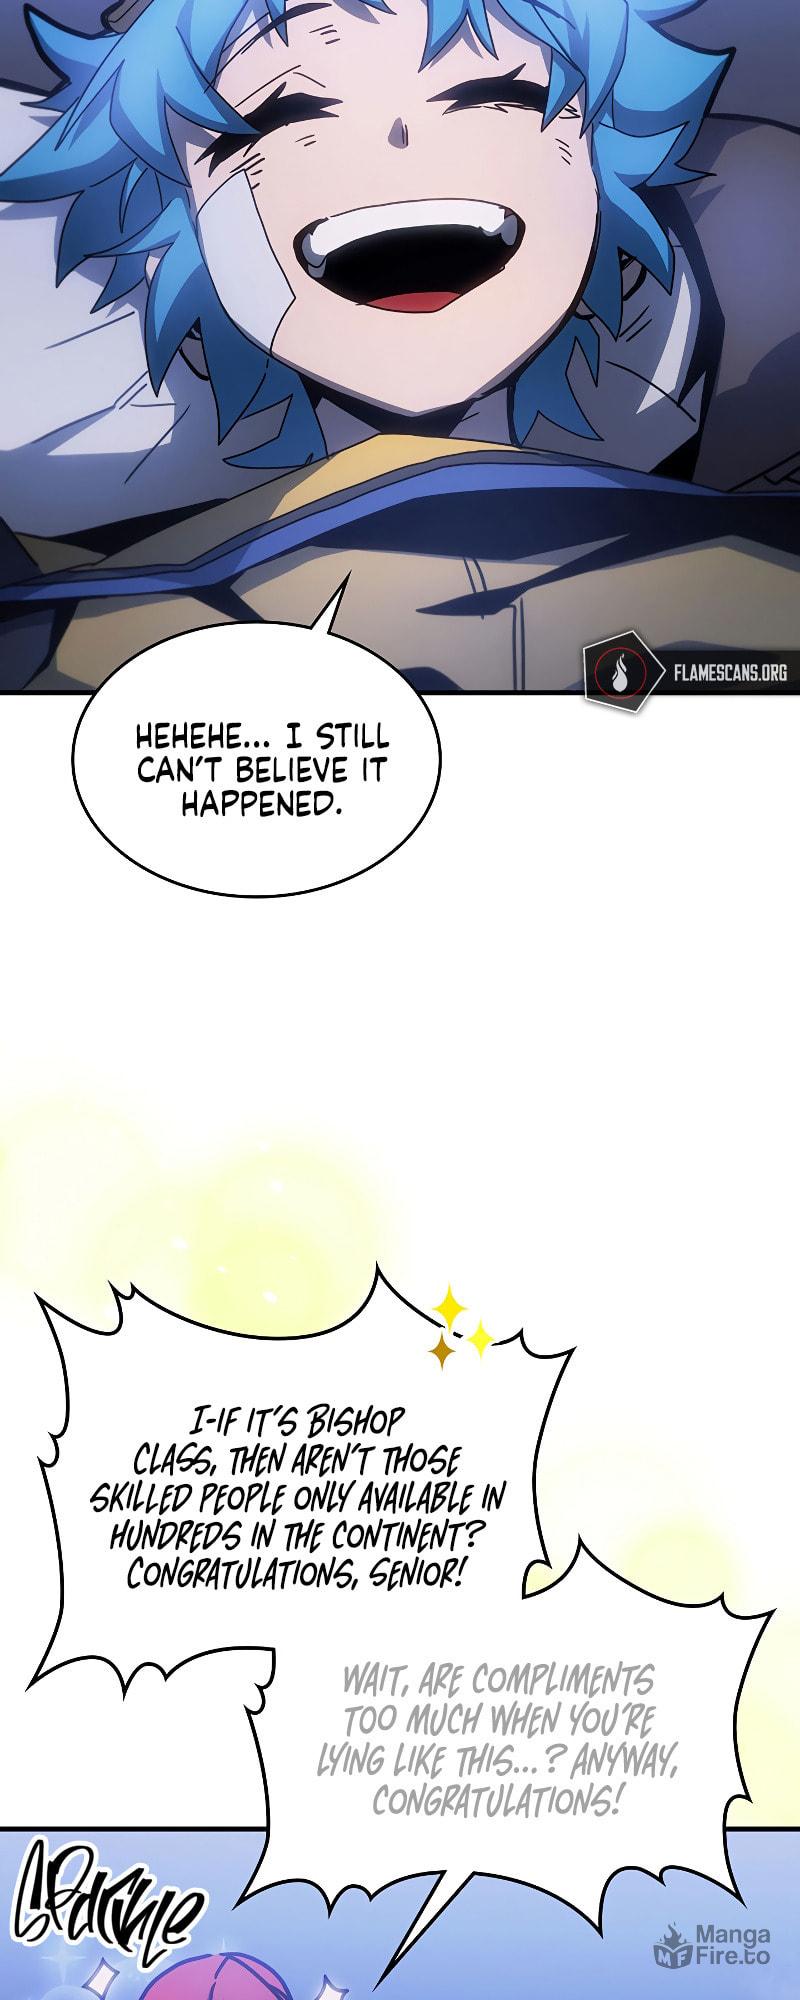 FLAMESCANS.ORG
HEHEHE... I STILL
CAN'T BELIEVE IT
HAPPENED.
I-IF IT'S BISHOP
CLASS, THEN AREN'T THOSE
SKILLED PEOPLE ONLY AVAILABLE IN
HUNDREDS IN THE CONTINENT?
CONGRATULATIONS, SENIOR!
WAIT, ARE COMPLIMENTS
TOO MUCH WHEN YOU'RE
LYING LIKE THIS...? ANYWAY,
CONGRATULATIONS!
SPARKLE
Manga
MF Fire.to